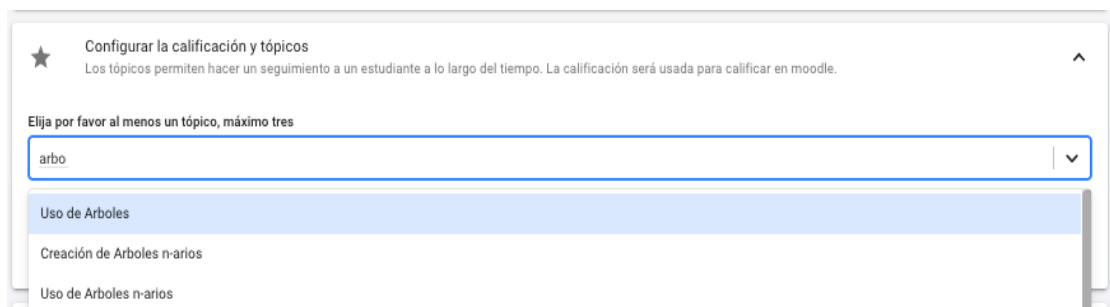 Configurar la calificación y tópicos
Los tópicos permiten hacer un seguimiento a un estudiante a lo largo del tiempo. La calificación será usada para calificar en moodle.
Elija por favor al menos un tópico, máximo tres
arbo
Uso de Arboles
Creación de Arboles n-arios
Uso de Arboles n-arios